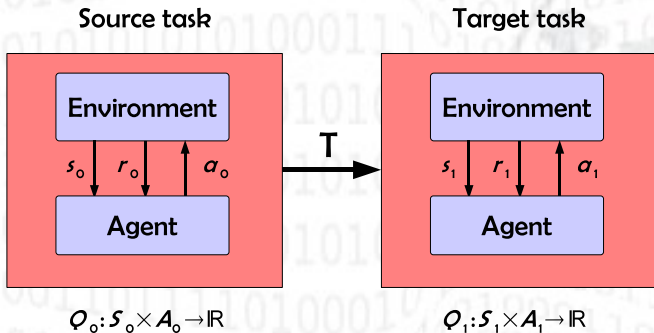 Source task
Target task
Environment
Environment
T
s₀ r₀ a₀
s₁ r₁ a₁
Agent
Agent
Q₀: S₀×A₀→ℝ
Q₁: S₁×A₁→ℝ